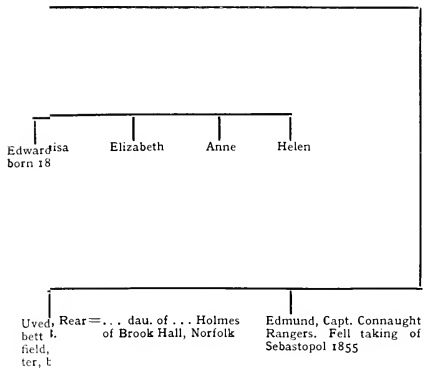 Edward isa Elizabeth Anne Helen
born 18
Uved, Rear = ... dau. of ... Holmes
bett of Brook Hall, Norfolk
field,
ter, b
Edmund, Capt. Connaught
Rangers. Fell taking of
Sebastopol 1855